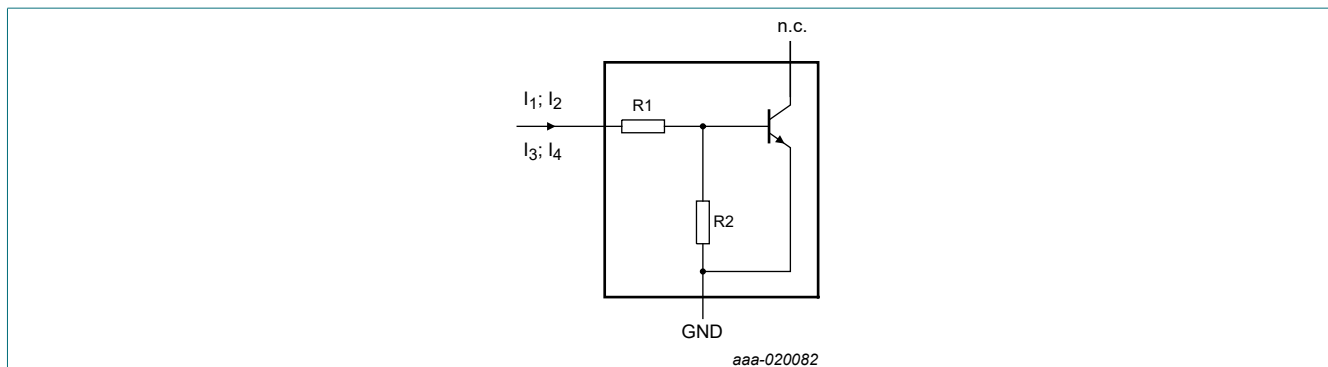 n.c.
I1; I2
R1
I3; I4
R2
GND
aaa-020082